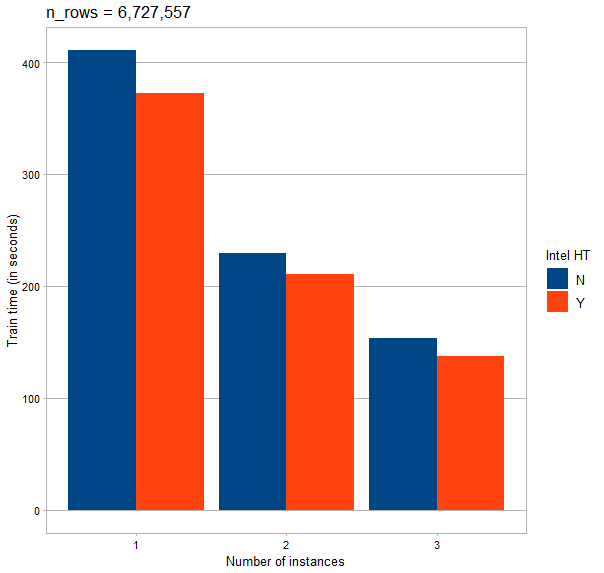 n_rows = 6,727,557
400
300
200
100
0
Train time (in seconds)
1 2 3
Number of instances
Intel HT
N
Y